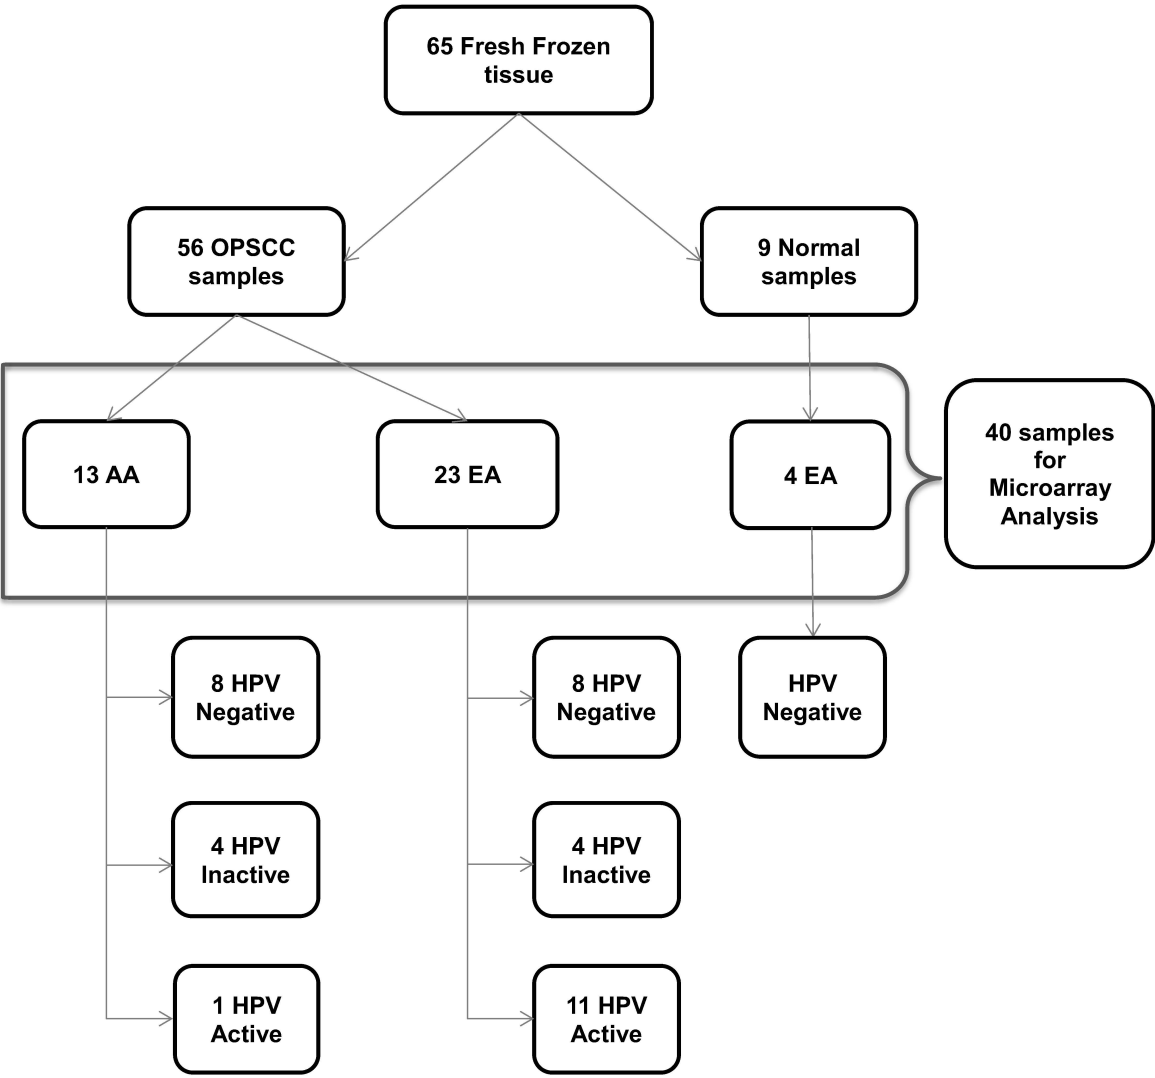 65 Fresh Frozen
tissue
56 OPSCC
samples
9 Normal
samples
13 AA
23 EA
4 EA
40 samples
for
Microarray
Analysis
8 HPV
Negative
8 HPV
Negative
HPV
Negative
4 HPV
Inactive
4 HPV
Inactive
1 HPV
Active
11 HPV
Active